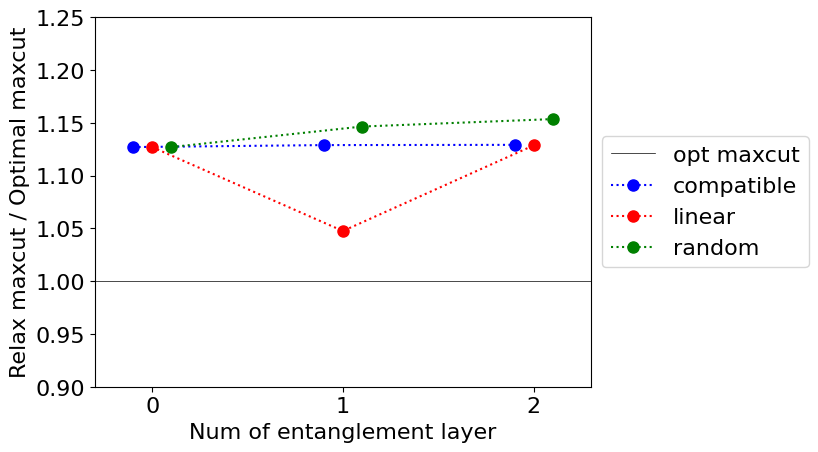 Relax maxcut / Optimal maxcut
1.25
1.20
1.15
1.10
1.05
1.00
0.95
0.90
0
1
2
Num of entanglement layer
opt maxcut
compatible
linear
random